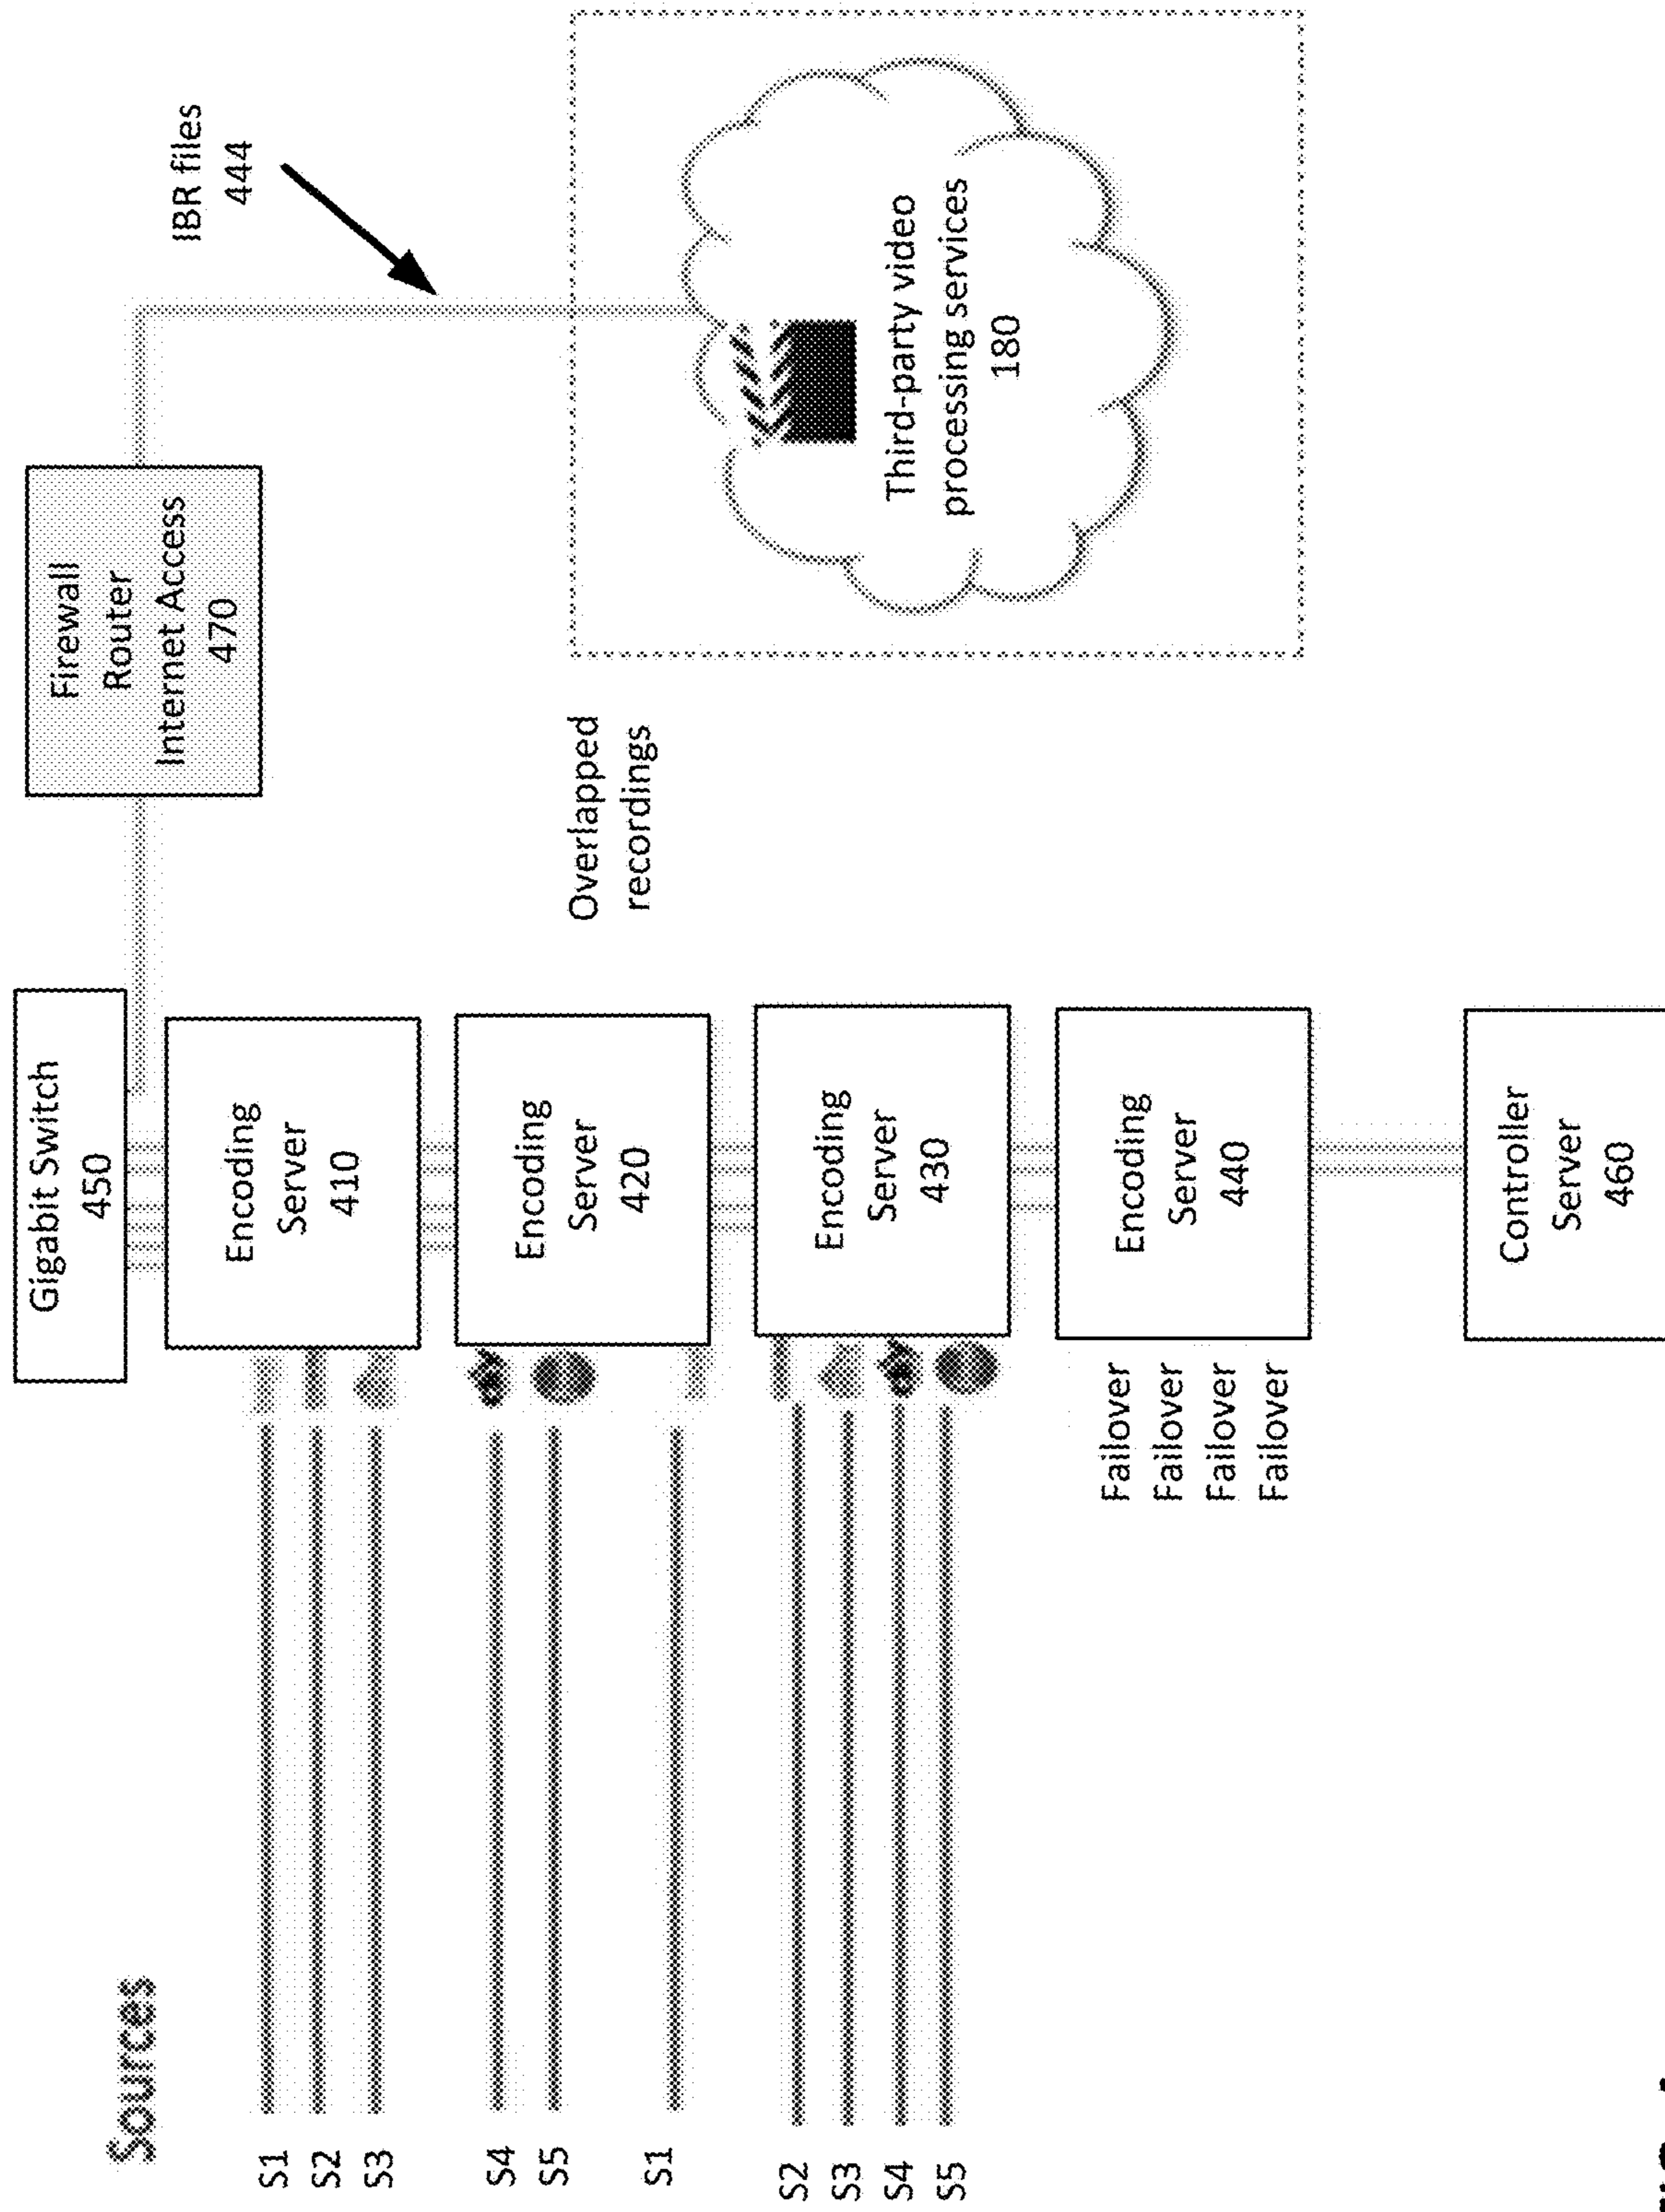 Sources
S1
S2
S3
S4
S5
S1
S2
S3
S4
S5
Gigabit Switch
450
Encoding
Server
410
Encoding
Server
420
Encoding
Server
430
Failover
Failover
Failover
Failover
Encoding
Server
440
Controller
Server
460
Firewall
Router
Internet Access
470
Overlapped
recordings
IBR files
444
Third-party video
processing services
180